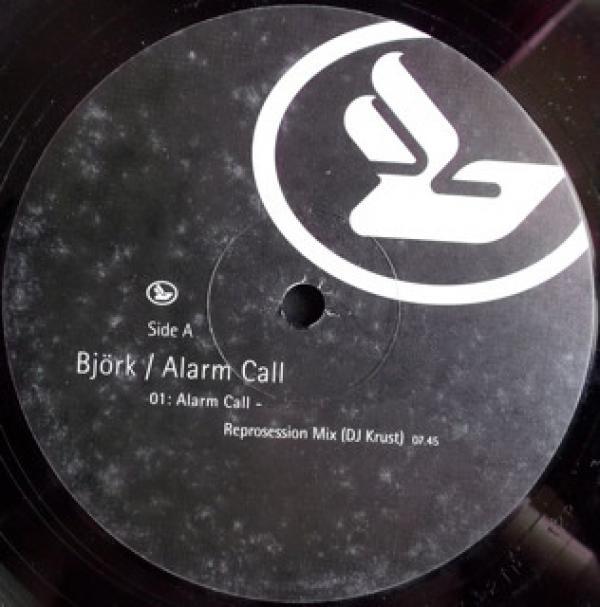 Side A
Björk / Alarm Call
01: Alarm Call -
Reprosession Mix (DJ Krust) 07.45